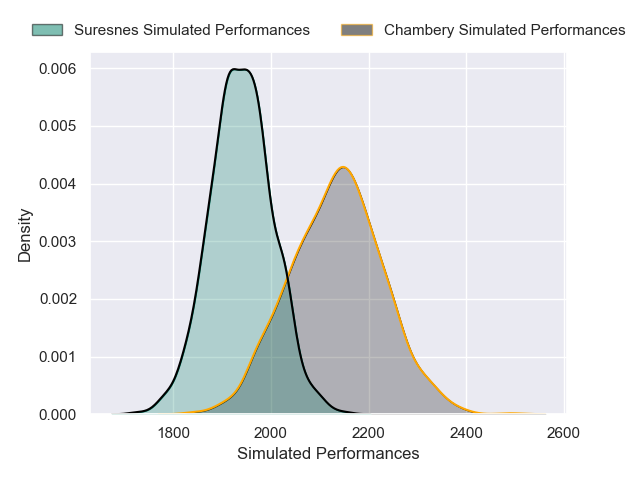 Suresnes Simulated Performances Chambery Simulated Performances
0.006
0.005
0.004
0.003
0.002
0.001
0.000
Density
1800 2000 2200 2400 2600
Simulated Performances